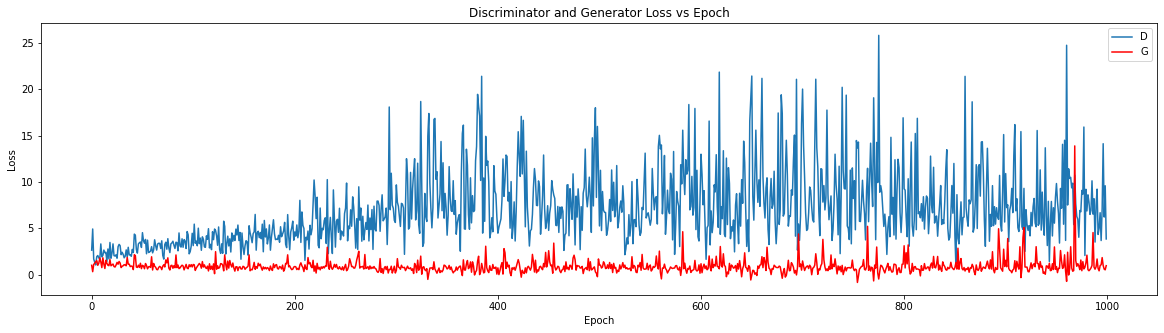 Discriminator and Generator Loss vs Epoch
D
G
25
20
15
10
5
0
Loss
0 200 400 600 800 1000
Epoch